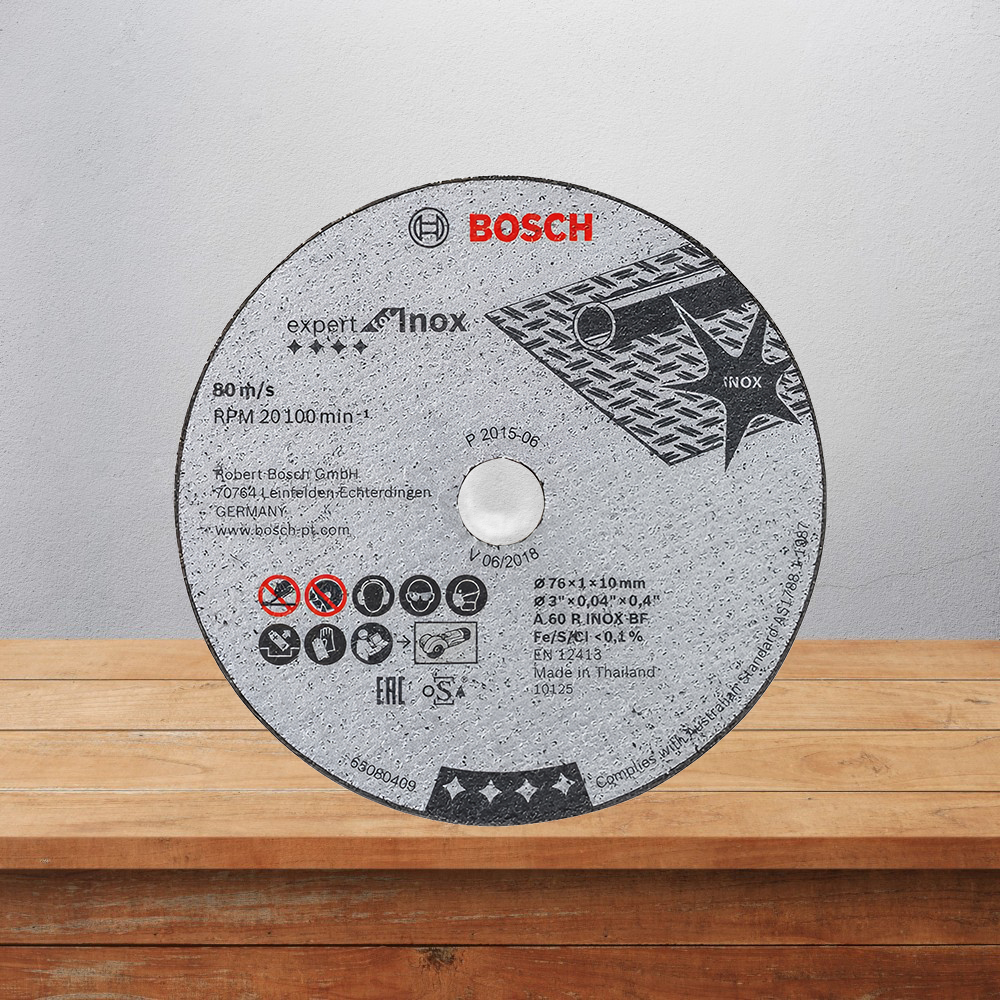 BOSCH
expert for Inox
INOX
80 m/s
RPM 20100 min⁻¹
P 2015-06
Robert Bosch GmbH
70764 Leinfelden-Echterdingen
GERMANY
www.bosch-pt.com
V 06/2018
Ø 76×1×10 mm
Ø 3"×0,04"×0,4"
A 60 R INOX BF
Fe/S/Cl <0,1%
EN 12413
Made in Thailand
10125
EAC
oSa
65080409
Complies with Australian Standard AS1788.1-1987